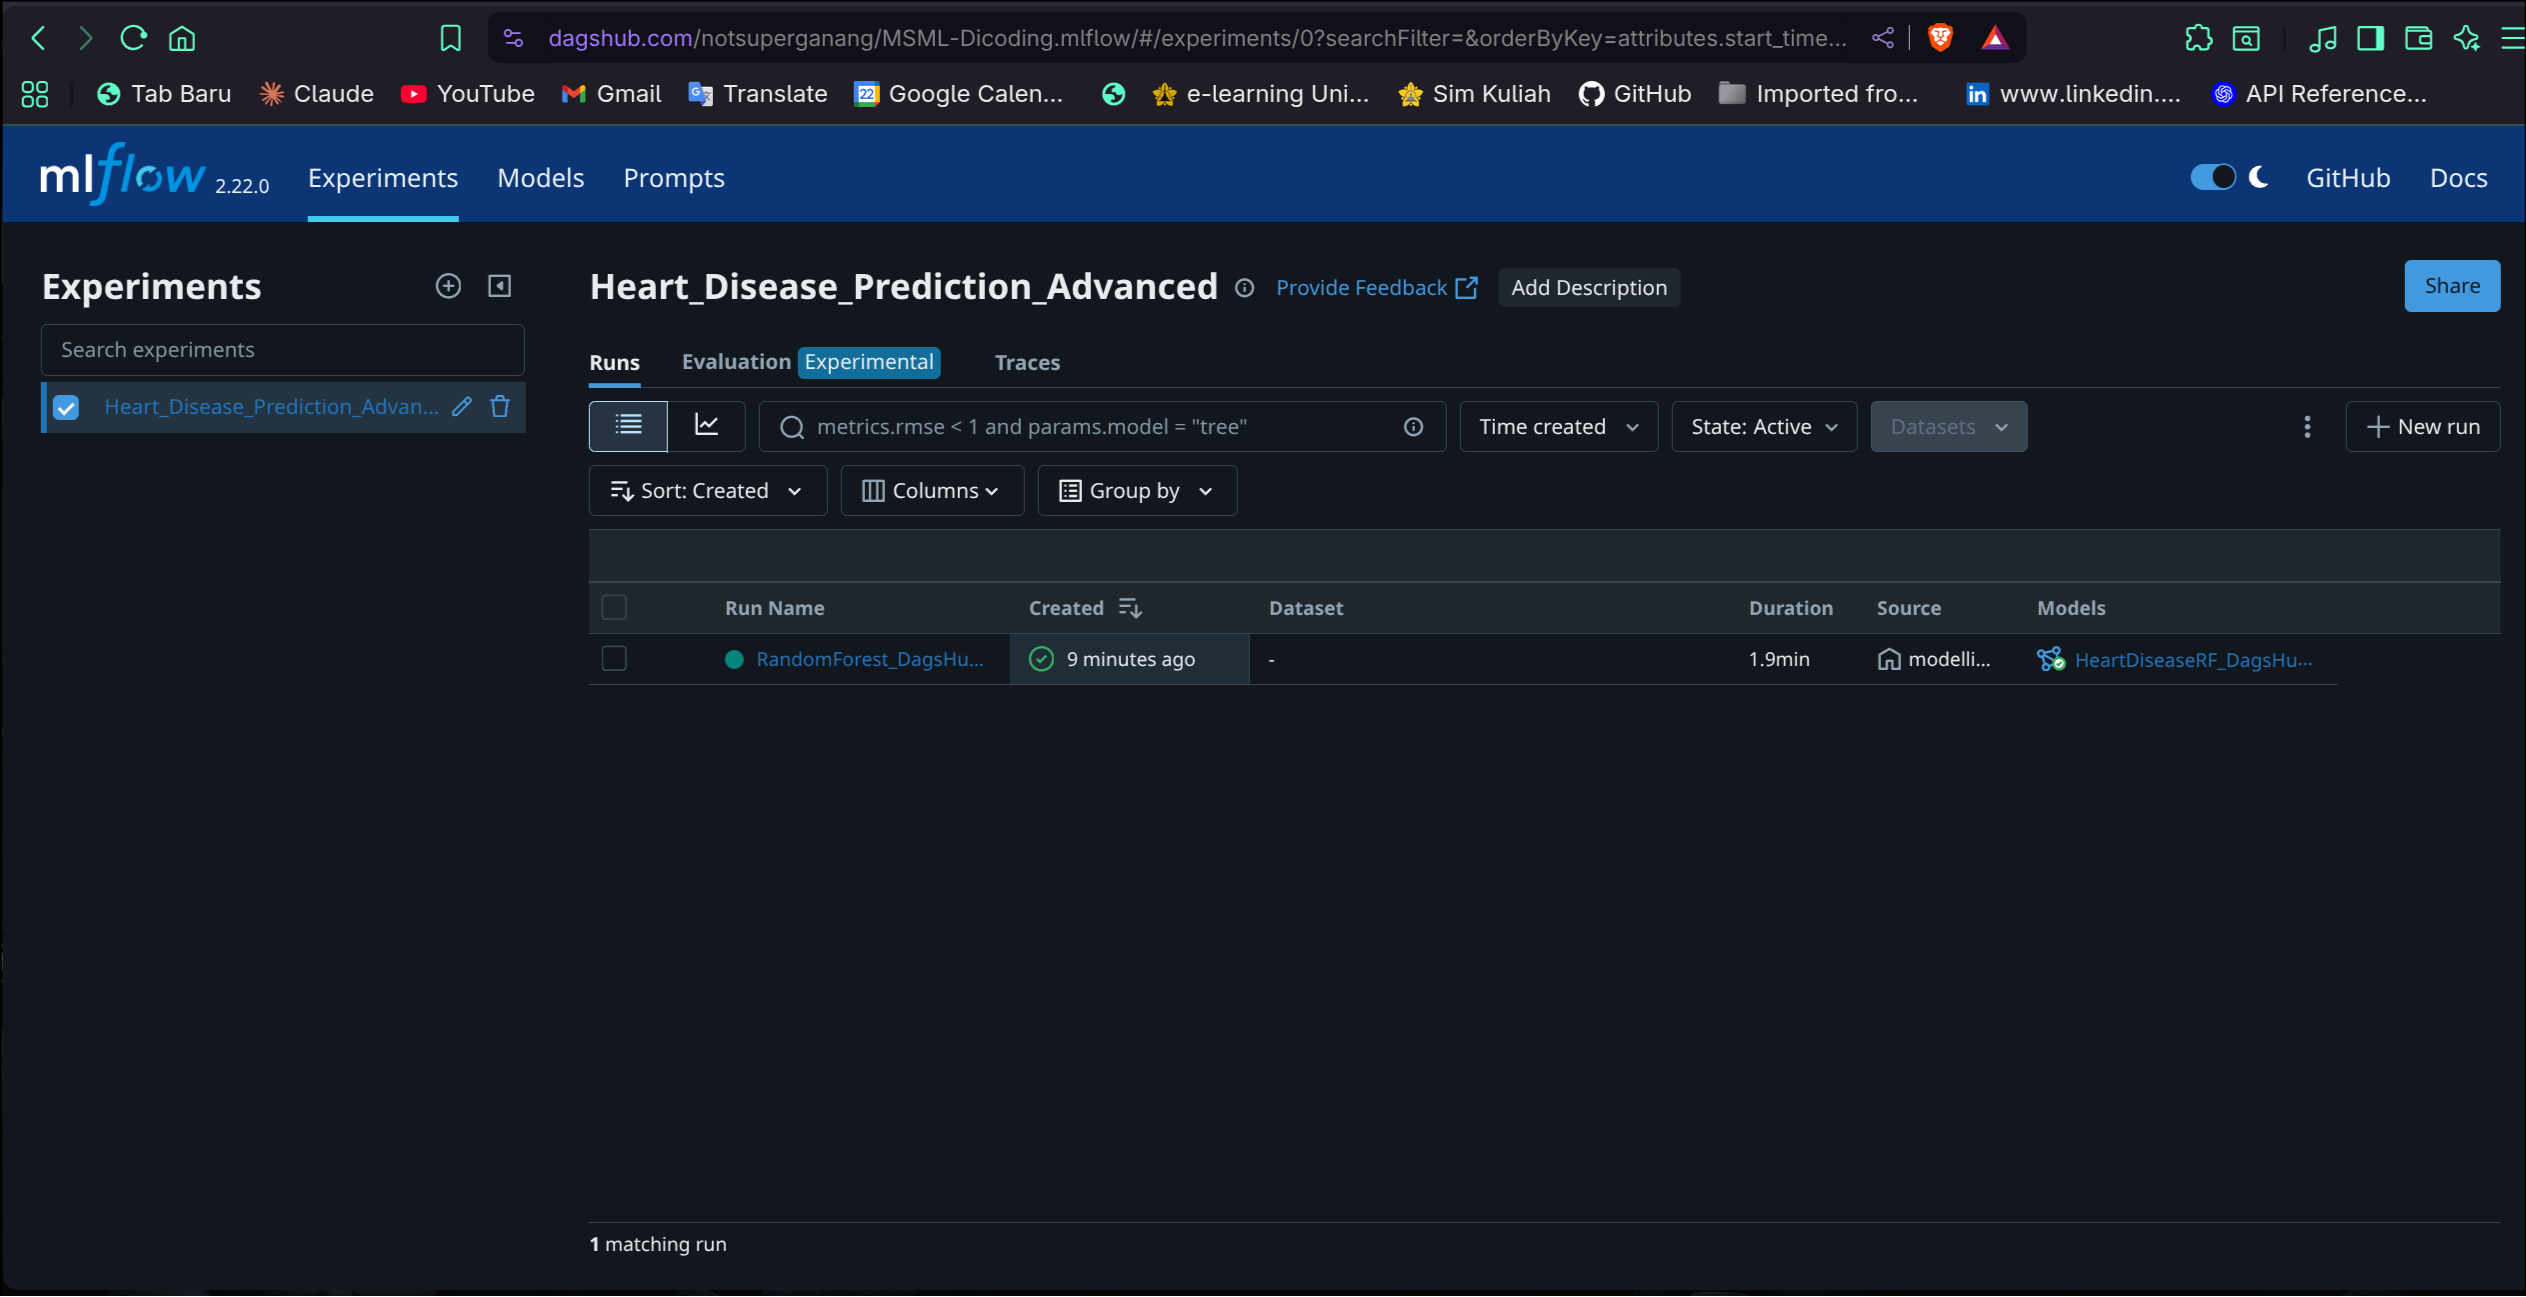 dagshub.com/notsuperganang/MSML-Dicoding.mlflow/#/experiments/0?searchFilter=&orderByKey=attributes.start_time...
Tab Baru
Claude
YouTube
Gmail
Translate
22
Google Calen...
e-learning Uni...
Sim Kuliah
GitHub
Imported fro...
in
www.linkedin....
API Reference...
mlflow 2.22.0
Experiments
Models
Prompts
GitHub
Docs
Experiments
Search experiments
Heart_Disease_Prediction_Advan...
Heart_Disease_Prediction_Advanced
Provide Feedback
Add Description
Share
Runs
Evaluation Experimental
Traces
metrics.rmse < 1 and params.model = "tree"
Time created
State: Active
Datasets
New run
Sort: Created
Columns
Group by
Run Name
Created
Dataset
Duration
Source
Models
RandomForest_DagsHu...
9 minutes ago
-
1.9min
modelli...
HeartDiseaseRF_DagsHu...
1 matching run